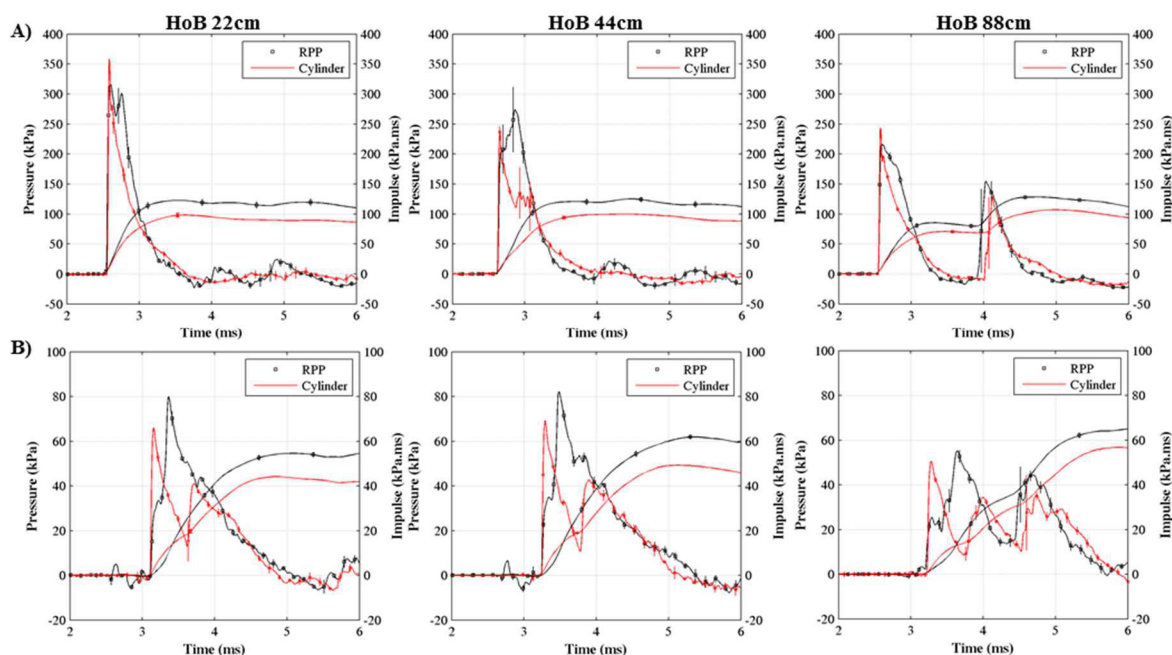 HoB 22cm HoB 44cm HoB 88cm
A)
400 400 400 400 400 400
RPP RPP RPP
350 350 350 350 350 350
Cylinder Cylinder Cylinder
300 300 300 300 300 300
250 250 250 250 250 250
200 200 200 200 200 200
150 150 150 150 150 150
100 100 100 100 100 100
50 50 50 50 50 50
0 0 0 0 0 0
-50 -50 -50 -50 -50 -50
Pressure (kPa) Impulse (kPa.ms) Pressure (kPa) Impulse (kPa.ms) Pressure (kPa) Impulse (kPa.ms)
2 3 4 5 6 2 3 4 5 6 2 3 4 5 6
Time (ms) Time (ms) Time (ms)
B)
100 100 100 100 100 100
RPP RPP RPP
Cylinder Cylinder Cylinder
80 80 80 80 80 80
60 60 60 60 60 60
40 40 40 40 40 40
20 20 20 20 20 20
0 0 0 0 0 0
-20 -20 -20 -20 -20 -20
Pressure (kPa) Impulse (kPa.ms) Pressure (kPa) Impulse (kPa.ms) Pressure (kPa) Impulse (kPa.ms)
2 3 4 5 6 2 3 4 5 6 2 3 4 5 6
Time (ms) Time (ms) Time (ms)